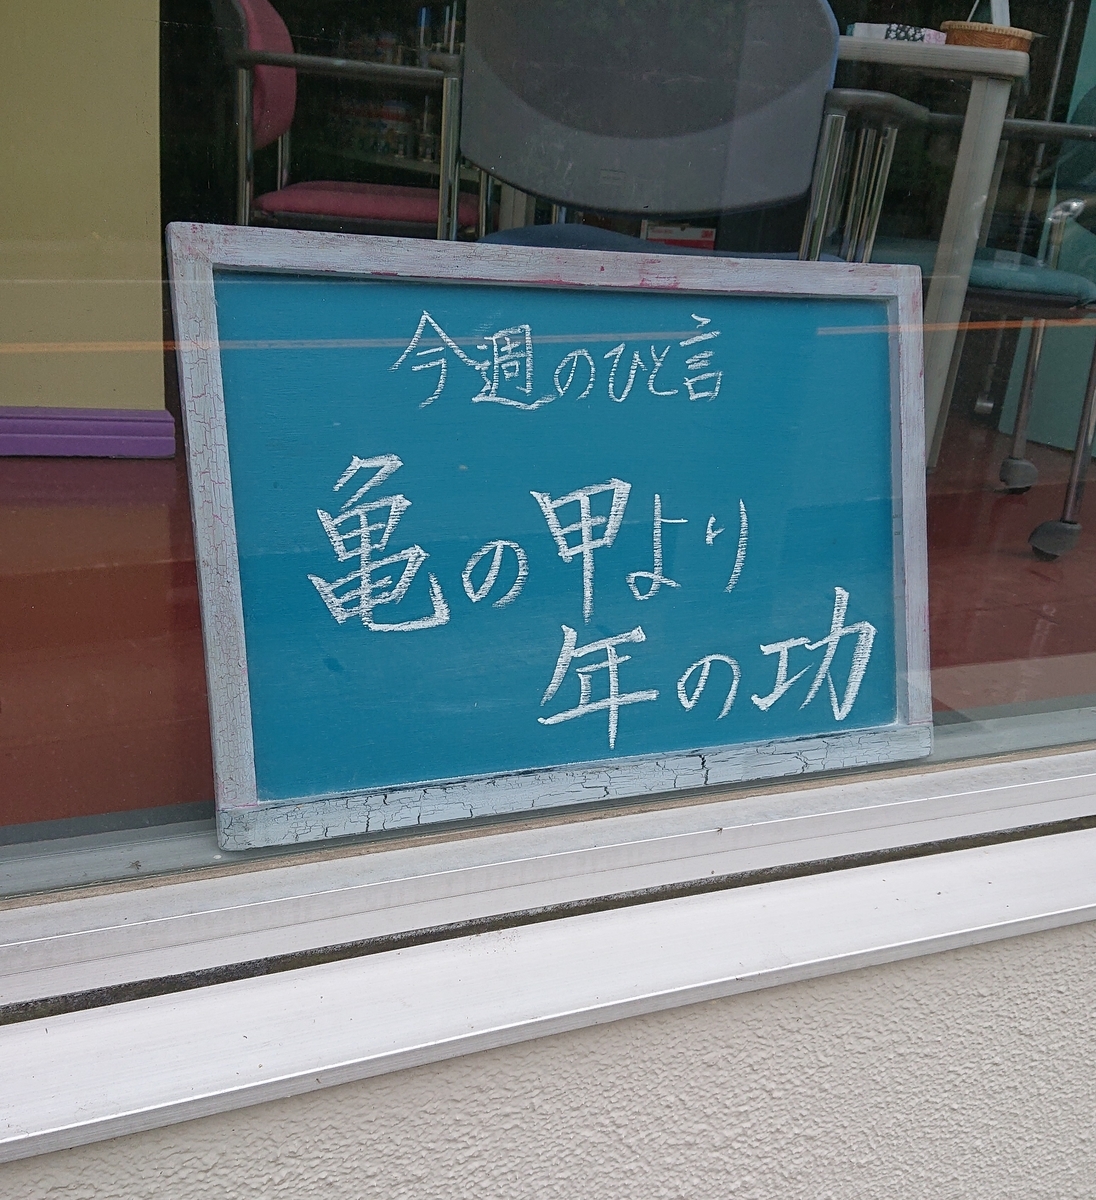 今週のひと言
亀の甲より
年の功